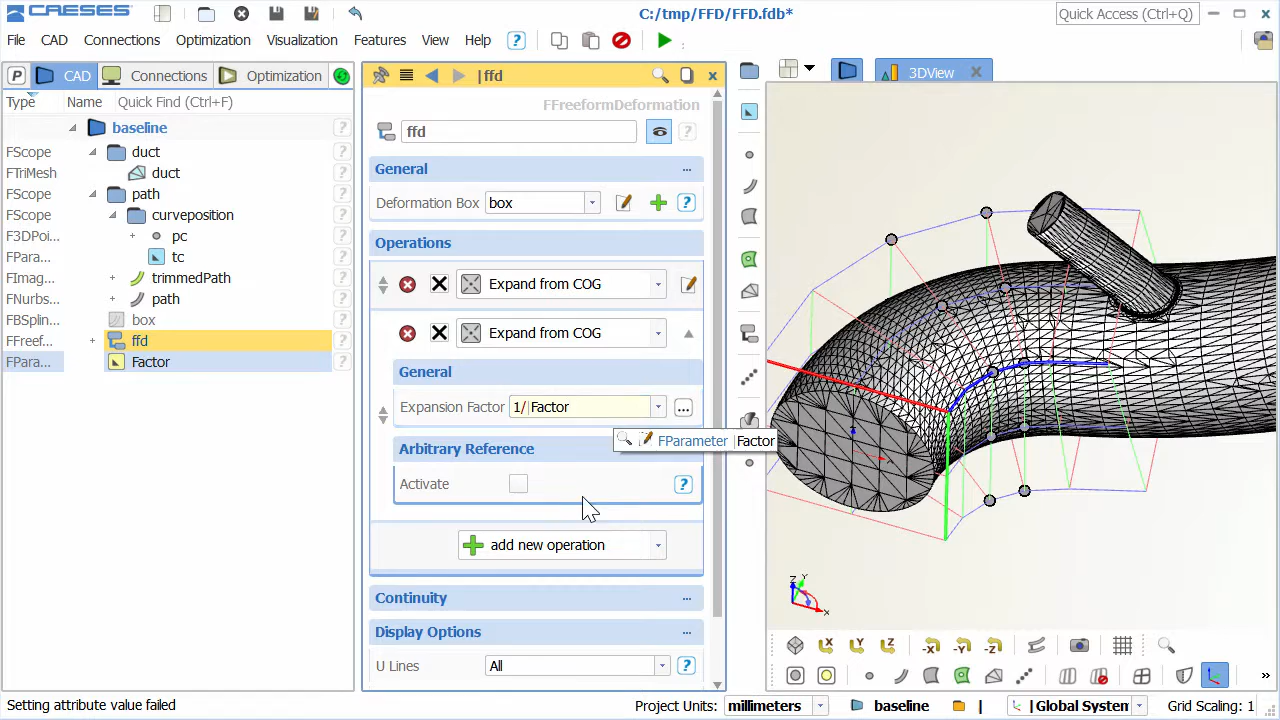 CAESES
C:/tmp/FFD/FFD.fdb*
Quick Access (Ctrl+Q)
File CAD Connections Optimization Visualization Features View Help ?
P CAD Connections Optimization
|ffd
3DView
Type Name Quick Find (Ctrl+F)
FFreeformDeformation
baseline ?
ffd ?
FScope duct ?
General ...
FTriMesh duct ?
FScope path ?
Deformation Box box ?
FScope curveposition ?
F3DPoi... pc ?
Operations
FPara... tc ?
FImag... trimmedPath ?
Expand from COG
FNurbs... path ?
FBSplin... box ?
Expand from COG
FFreef... ffd ?
FPara... Factor ?
General
Expansion Factor 1/|Factor ...
FParameter |Factor
Arbitrary Reference
Activate ?
add new operation
Continuity ...
Display Options ...
U Lines All ?
Z Y X
X Y Z -X -Y -Z
»
Setting attribute value failed
Project Units: millimeters baseline | |Global System Grid Scaling: 1